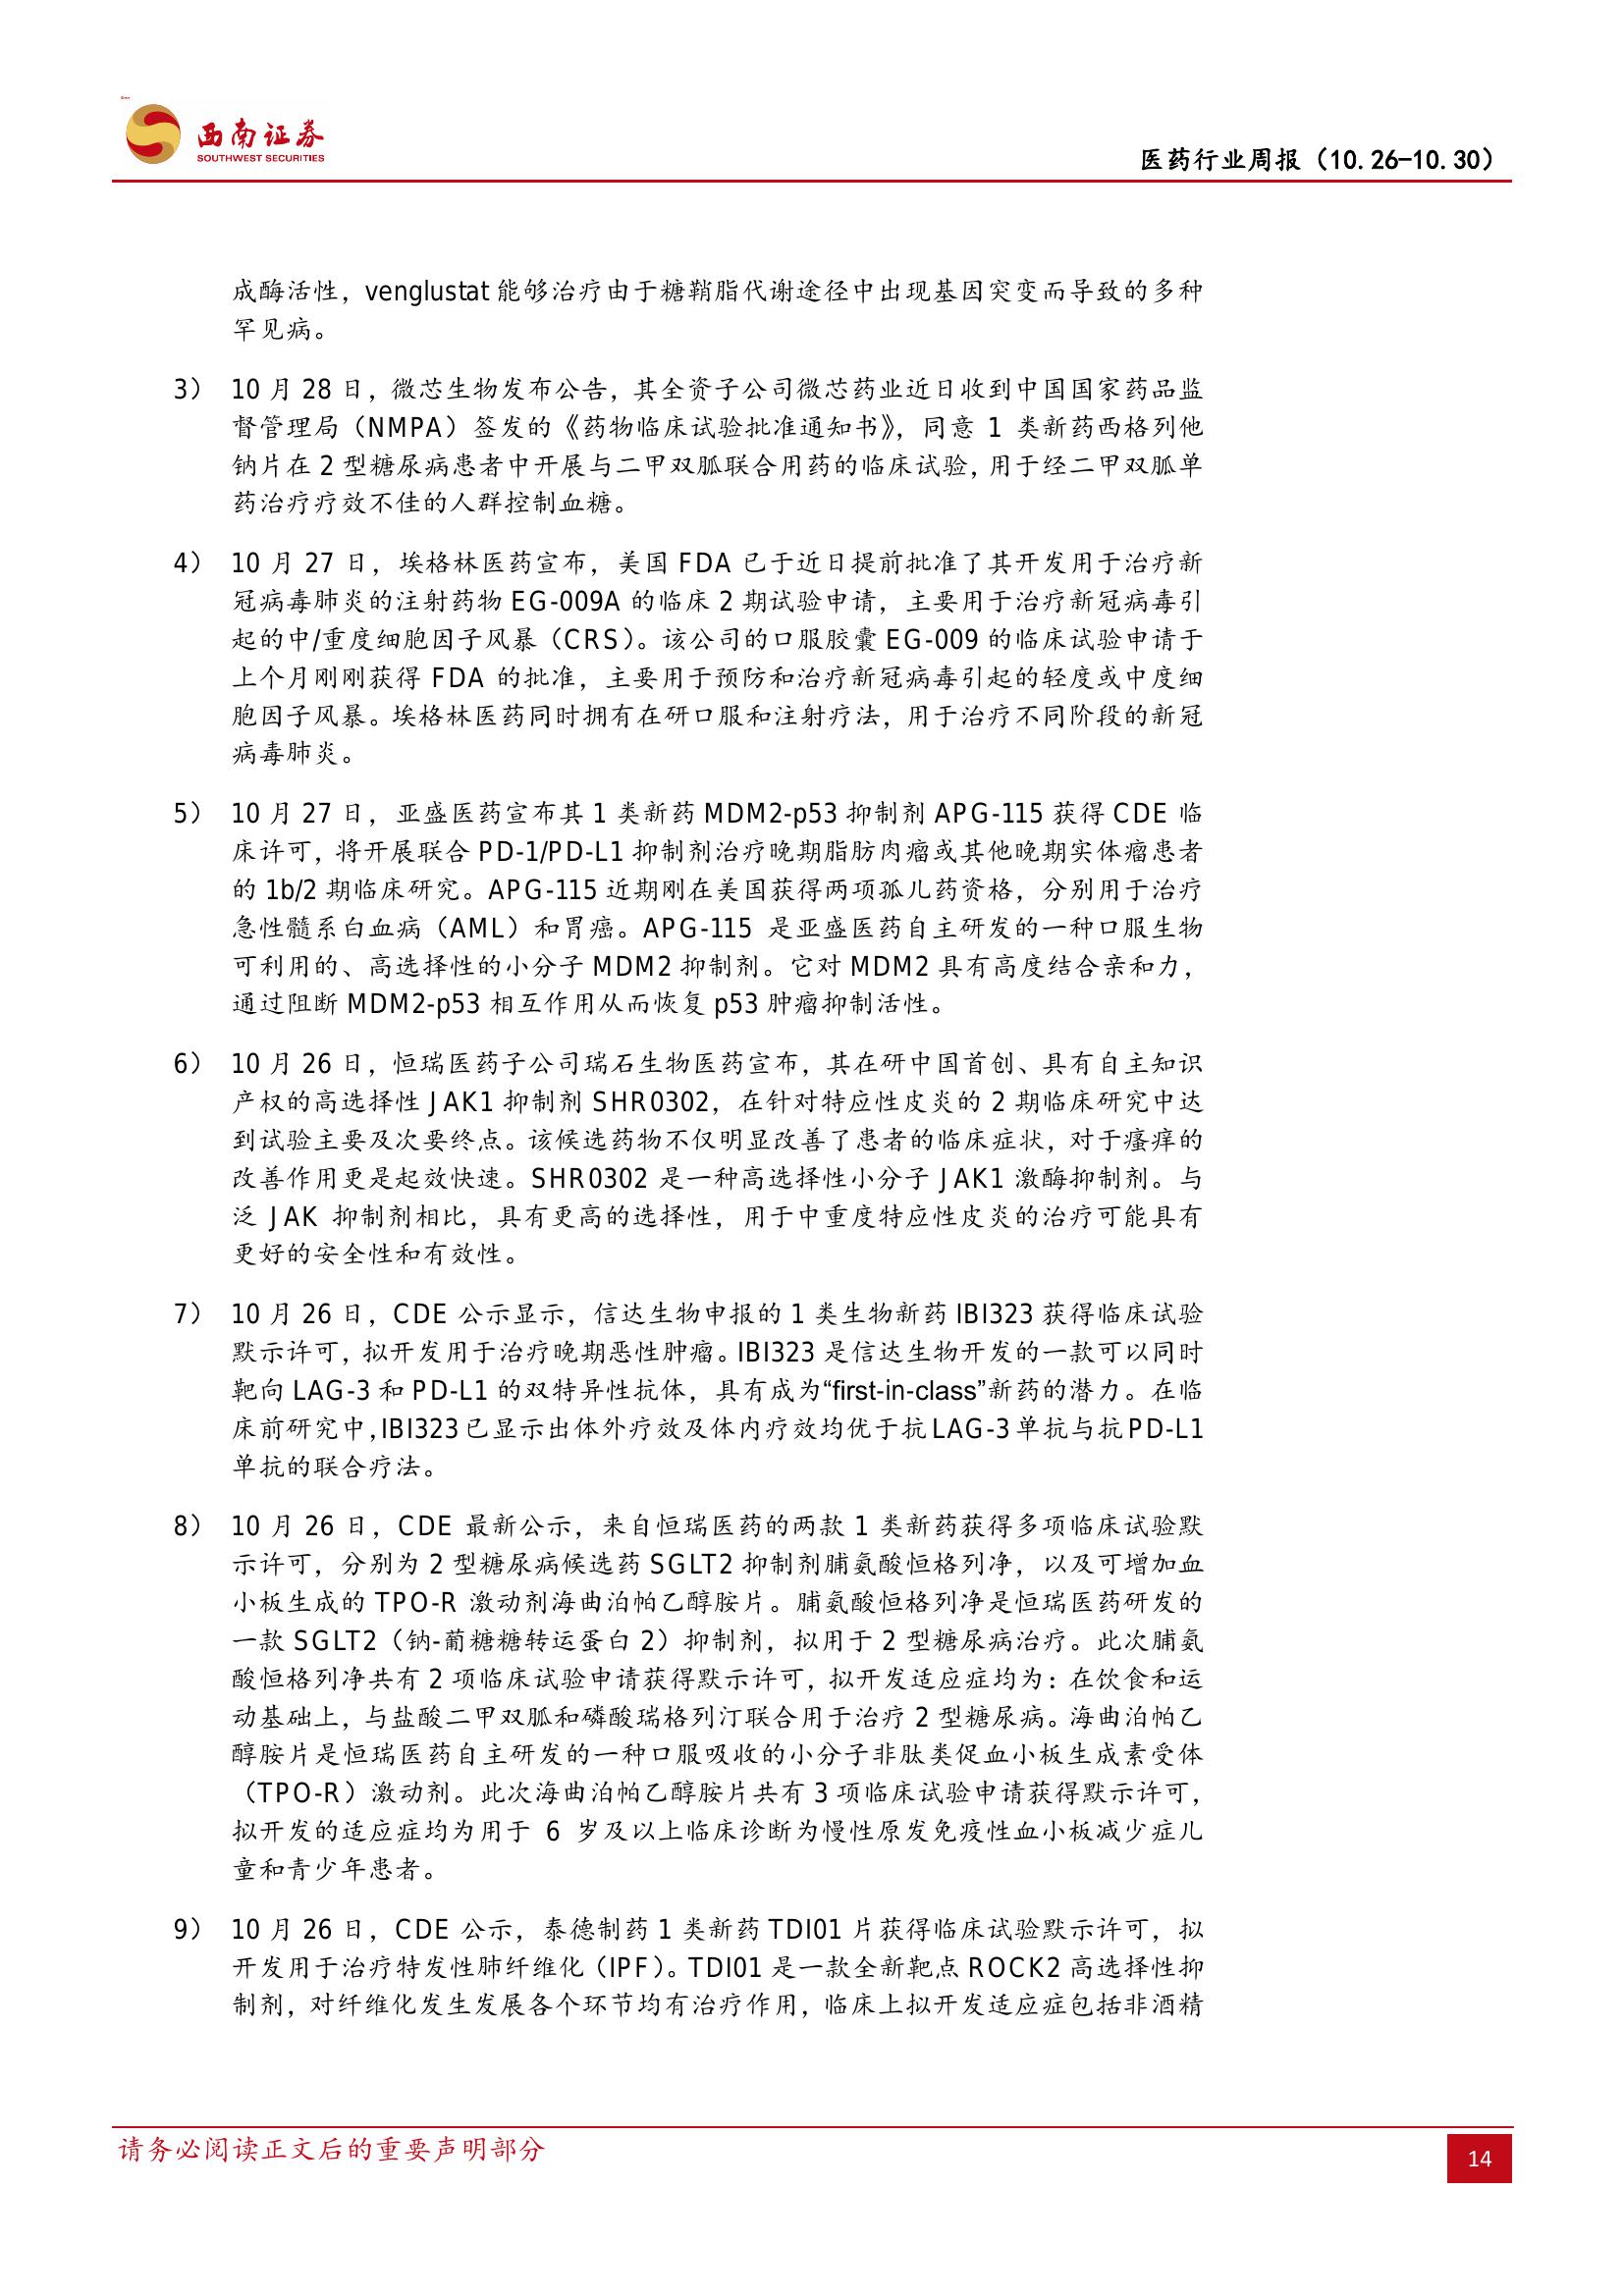 西南证券
SOUTHWEST SECURITIES
医药行业周报（10.26-10.30）
成酶活性，venglustat 能够治疗由于糖鞘脂代谢途径中出现基因突变而导致的多种
罕见病。
3） 10 月 28 日，微芯生物发布公告，其全资子公司微芯药业近日收到中国国家药品监
督管理局（NMPA）签发的《药物临床试验批准通知书》，同意 1 类新药西格列他
钠片在 2 型糖尿病患者中开展与二甲双胍联合用药的临床试验，用于经二甲双胍单
药治疗疗效不佳的人群控制血糖。
4） 10 月 27 日，埃格林医药宣布，美国 FDA 已于近日提前批准了其开发用于治疗新
冠病毒肺炎的注射药物 EG-009A 的临床 2 期试验申请，主要用于治疗新冠病毒引
起的中/重度细胞因子风暴（CRS）。该公司的口服胶囊 EG-009 的临床试验申请于
上个月刚刚获得 FDA 的批准，主要用于预防和治疗新冠病毒引起的轻度或中度细
胞因子风暴。埃格林医药同时拥有在研口服和注射疗法，用于治疗不同阶段的新冠
病毒肺炎。
5） 10 月 27 日，亚盛医药宣布其 1 类新药 MDM2-p53 抑制剂 APG-115 获得 CDE 临
床许可，将开展联合 PD-1/PD-L1 抑制剂治疗晚期脂肪肉瘤或其他晚期实体瘤患者
的 1b/2 期临床研究。APG-115 近期刚在美国获得两项孤儿药资格，分别用于治疗
急性髓系白血病（AML）和胃癌。APG-115 是亚盛医药自主研发的一种口服生物
可利用的、高选择性的小分子 MDM2 抑制剂。它对 MDM2 具有高度结合亲和力，
通过阻断 MDM2-p53 相互作用从而恢复 p53 肿瘤抑制活性。
6） 10 月 26 日，恒瑞医药子公司瑞石生物医药宣布，其在研中国首创、具有自主知识
产权的高选择性 JAK1 抑制剂 SHR0302，在针对特应性皮炎的 2 期临床研究中达
到试验主要及次要终点。该候选药物不仅明显改善了患者的临床症状，对于瘙痒的
改善作用更是起效快速。SHR0302 是一种高选择性小分子 JAK1 激酶抑制剂。与
泛 JAK 抑制剂相比，具有更高的选择性，用于中重度特应性皮炎的治疗可能具有
更好的安全性和有效性。
7） 10 月 26 日，CDE 公示显示，信达生物申报的 1 类生物新药 IBI323 获得临床试验
默示许可，拟开发用于治疗晚期恶性肿瘤。IBI323 是信达生物开发的一款可以同时
靶向 LAG-3 和 PD-L1 的双特异性抗体，具有成为“first-in-class”新药的潜力。在临
床前研究中，IBI323 已显示出体外疗效及体内疗效均优于抗 LAG-3 单抗与抗 PD-L1
单抗的联合疗法。
8） 10 月 26 日，CDE 最新公示，来自恒瑞医药的两款 1 类新药获得多项临床试验默
示许可，分别为 2 型糖尿病候选药 SGLT2 抑制剂脯氨酸恒格列净，以及可增加血
小板生成的 TPO-R 激动剂海曲泊帕乙醇胺片。脯氨酸恒格列净是恒瑞医药研发的
一款 SGLT2（钠-葡糖糖转运蛋白 2）抑制剂，拟用于 2 型糖尿病治疗。此次脯氨
酸恒格列净共有 2 项临床试验申请获得默示许可，拟开发适应症均为：在饮食和运
动基础上，与盐酸二甲双胍和磷酸瑞格列汀联合用于治疗 2 型糖尿病。海曲泊帕乙
醇胺片是恒瑞医药自主研发的一种口服吸收的小分子非肽类促血小板生成素受体
（TPO-R）激动剂。此次海曲泊帕乙醇胺片共有 3 项临床试验申请获得默示许可，
拟开发的适应症均为用于 6 岁及以上临床诊断为慢性原发免疫性血小板减少症儿
童和青少年患者。
9） 10 月 26 日，CDE 公示，泰德制药 1 类新药 TDI01 片获得临床试验默示许可，拟
开发用于治疗特发性肺纤维化（IPF）。TDI01 是一款全新靶点 ROCK2 高选择性抑
制剂，对纤维化发生发展各个环节均有治疗作用，临床上拟开发适应症包括非酒精
请务必阅读正文后的重要声明部分
14